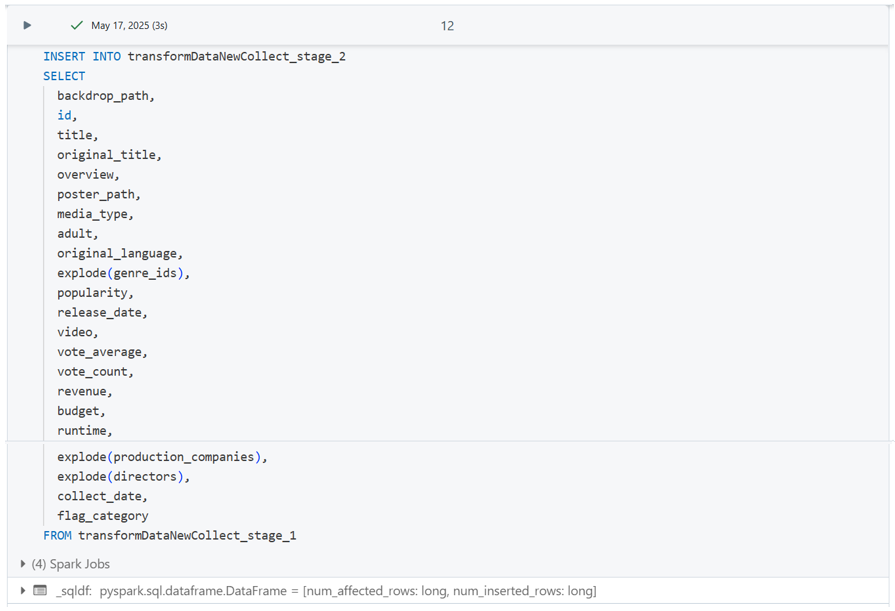 May 17, 2025 (3s)
12
INSERT INTO transformDataNewCollect_stage_2
SELECT
backdrop_path,
id,
title,
original_title,
overview,
poster_path,
media_type,
adult,
original_language,
explode(genre_ids),
popularity,
release_date,
video,
vote_average,
vote_count,
revenue,
budget,
runtime,
explode(production_companies),
explode(directors),
collect_date,
flag_category
FROM transformDataNewCollect_stage_1
(4) Spark Jobs
_sqldf: pyspark.sql.dataframe.DataFrame = [num_affected_rows: long, num_inserted_rows: long]